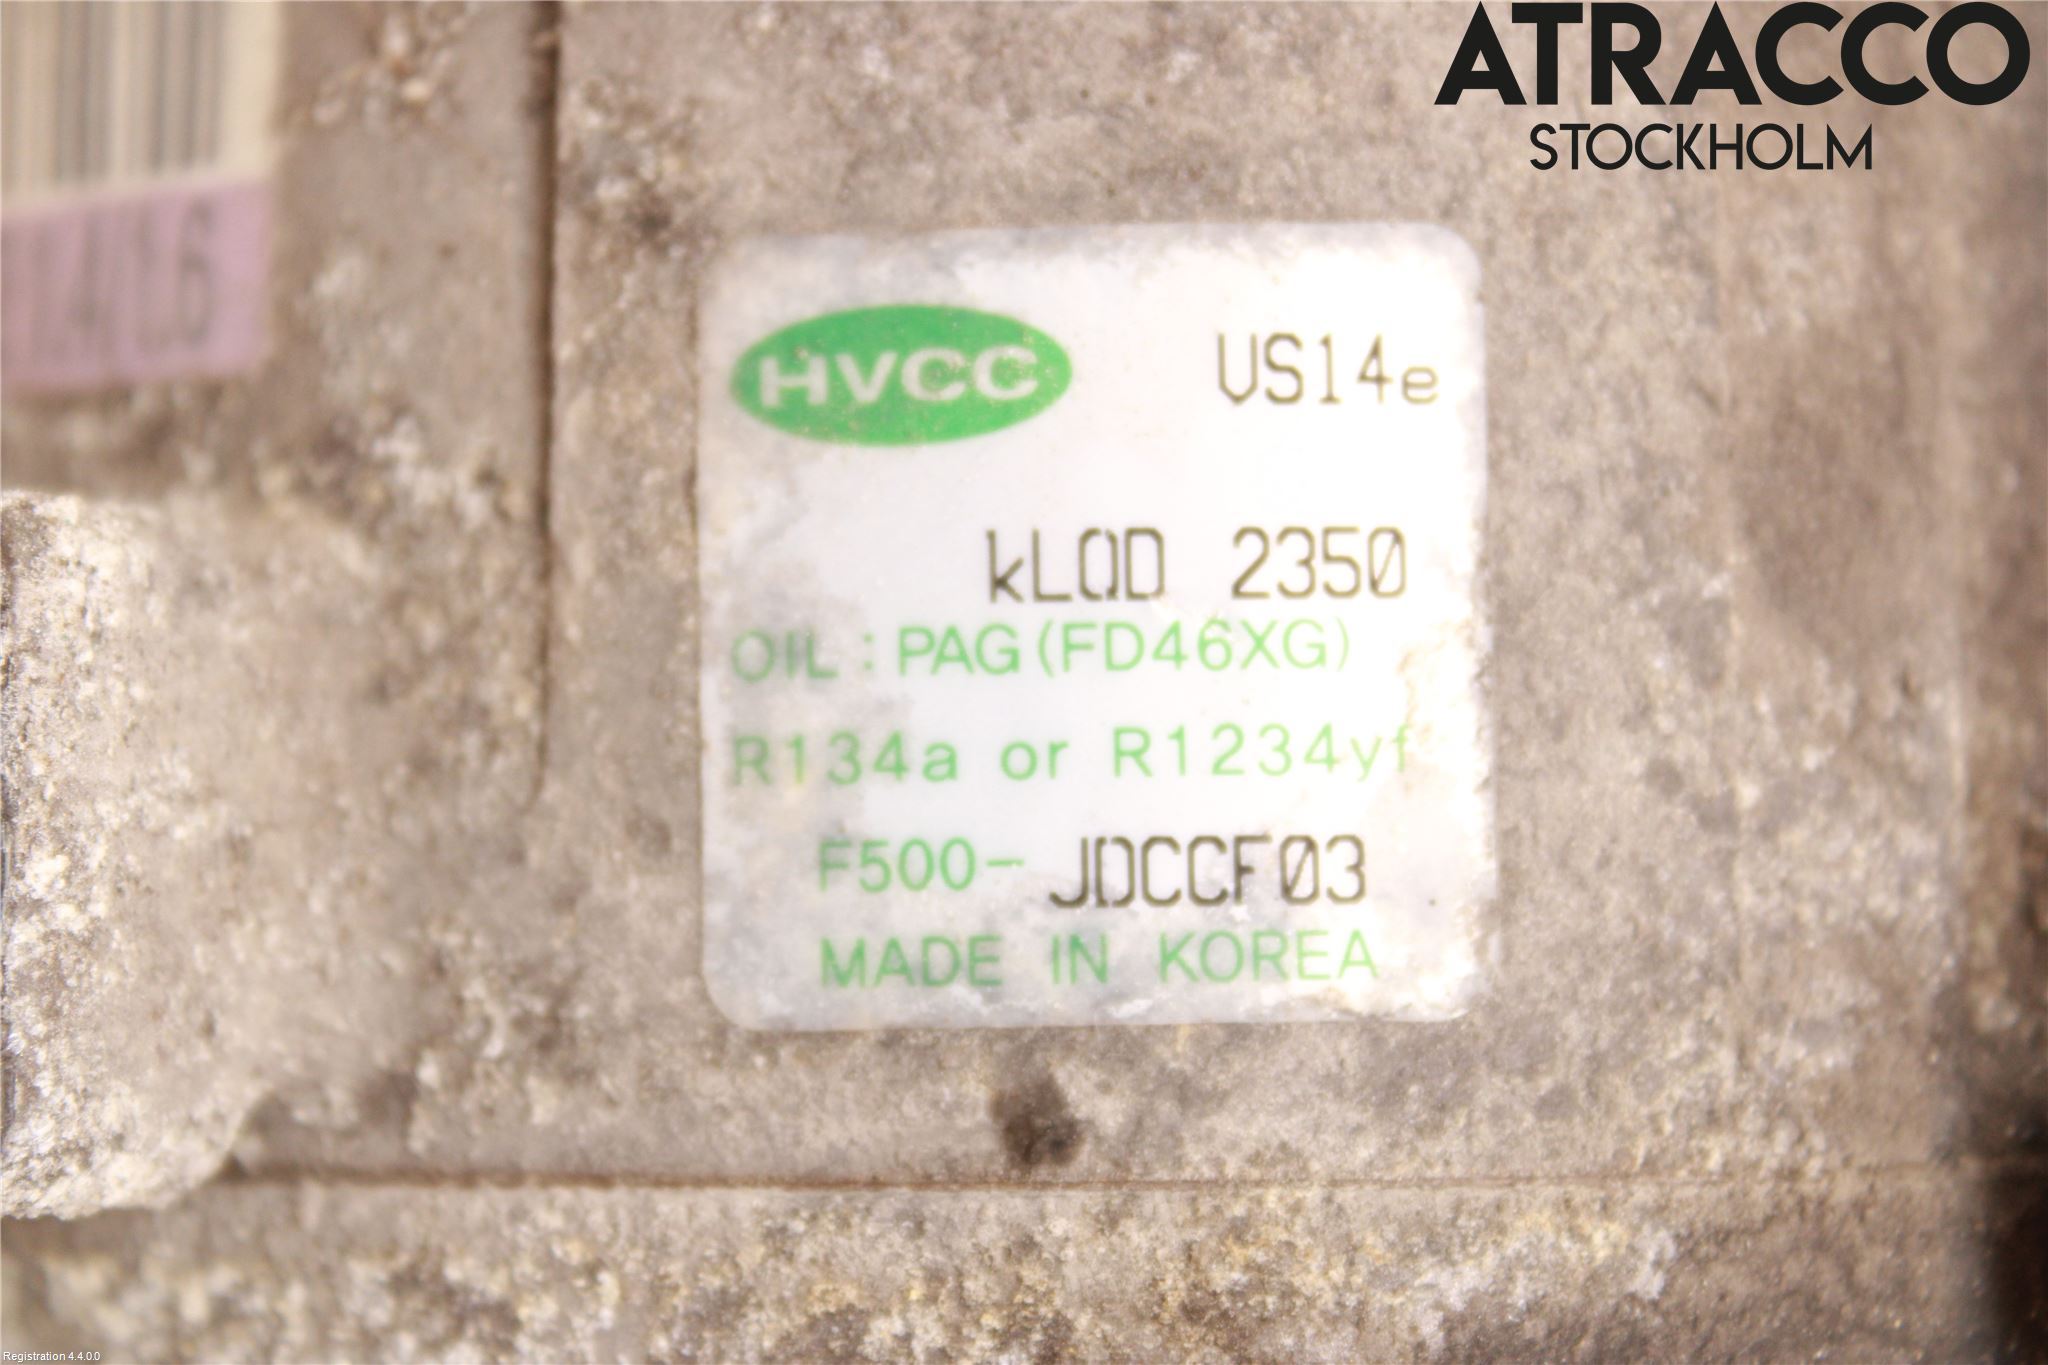 ATRACCO
STOCKHOLM
HVCC VS14e
kLQD 2350
OIL : PAG (FD46XG)
R134a or R1234yf
F500- JDCCF03
MADE IN KOREA
Registration 4.4.0.0